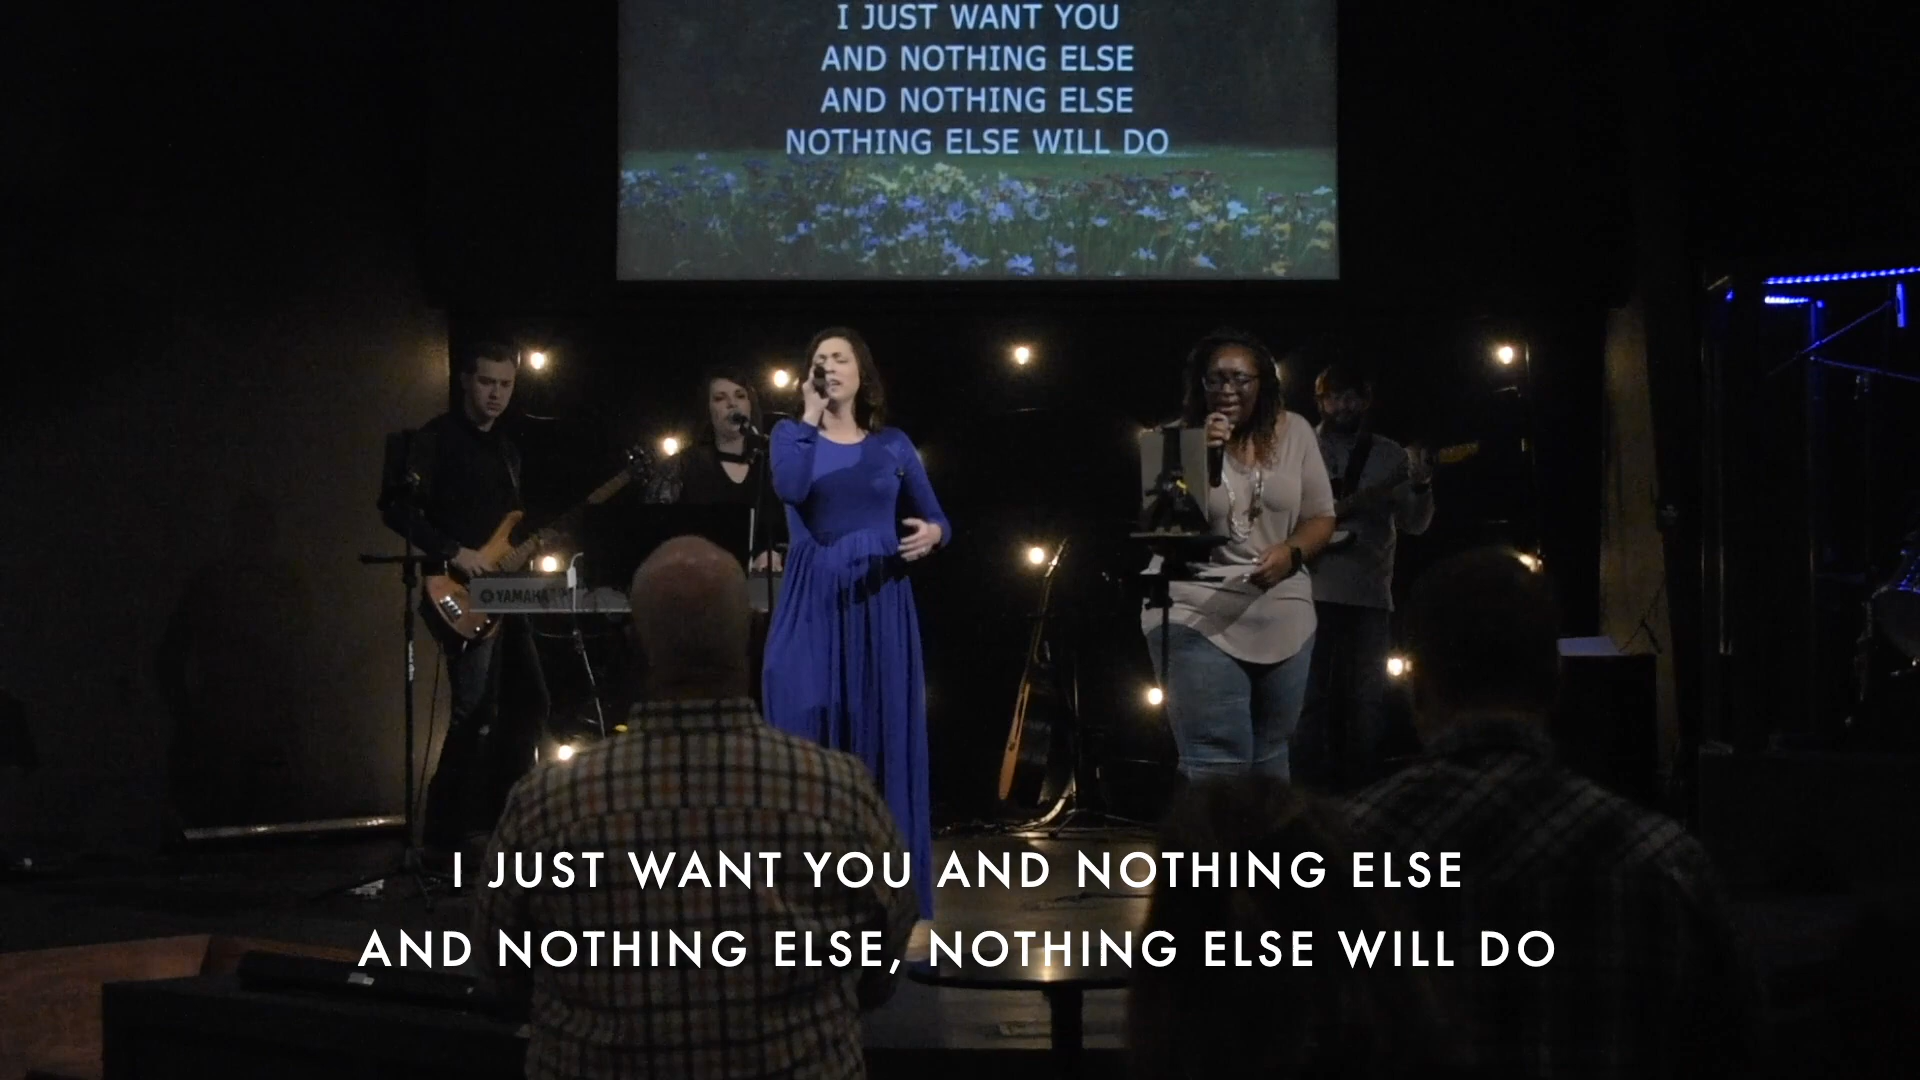 I JUST WANT YOU
AND NOTHING ELSE
AND NOTHING ELSE
NOTHING ELSE WILL DO
YAMAHA
I JUST WANT YOU AND NOTHING ELSE
AND NOTHING ELSE, NOTHING ELSE WILL DO